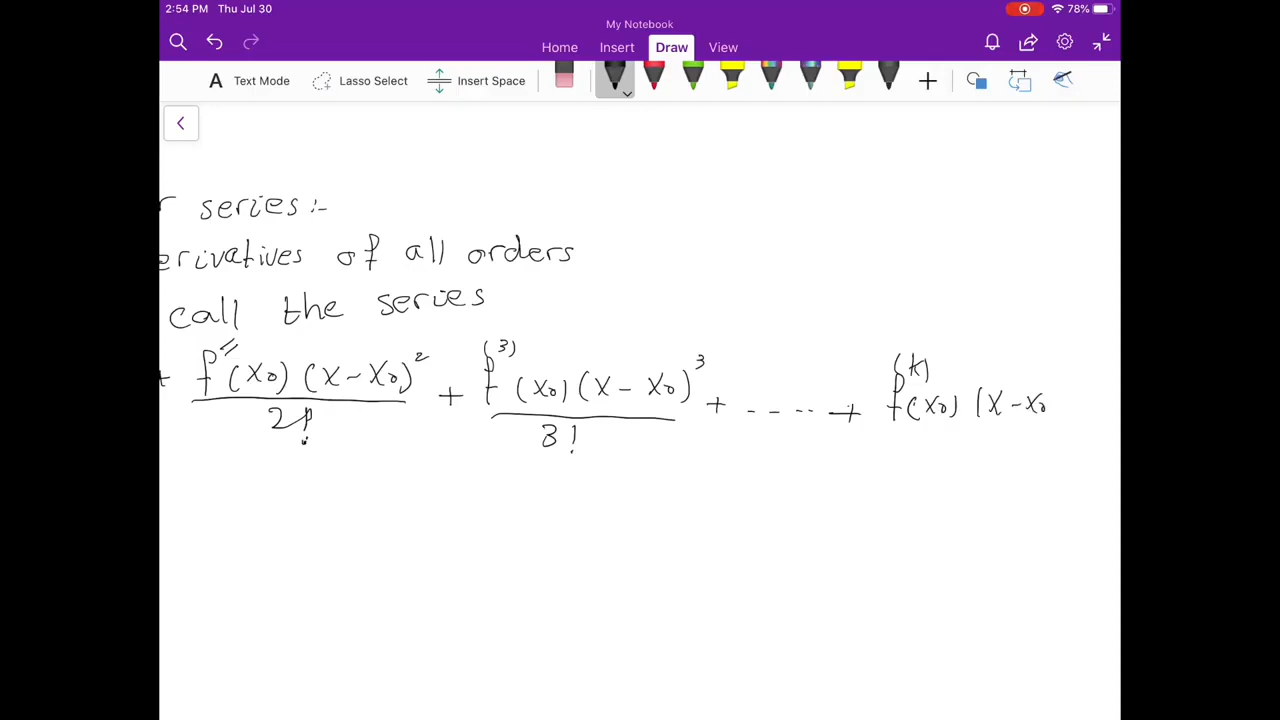 2:54 PM Thu Jul 30
78%
My Notebook
Home Insert Draw View
A Text Mode Lasso Select Insert Space
r series:-
erivatives of all orders
call the series
+ f''(x₀)(x-x₀)²/2! + f⁽³⁾(x₀)(x-x₀)³/3! + ----- + f⁽ᵏ⁾(x₀) (x-x₀